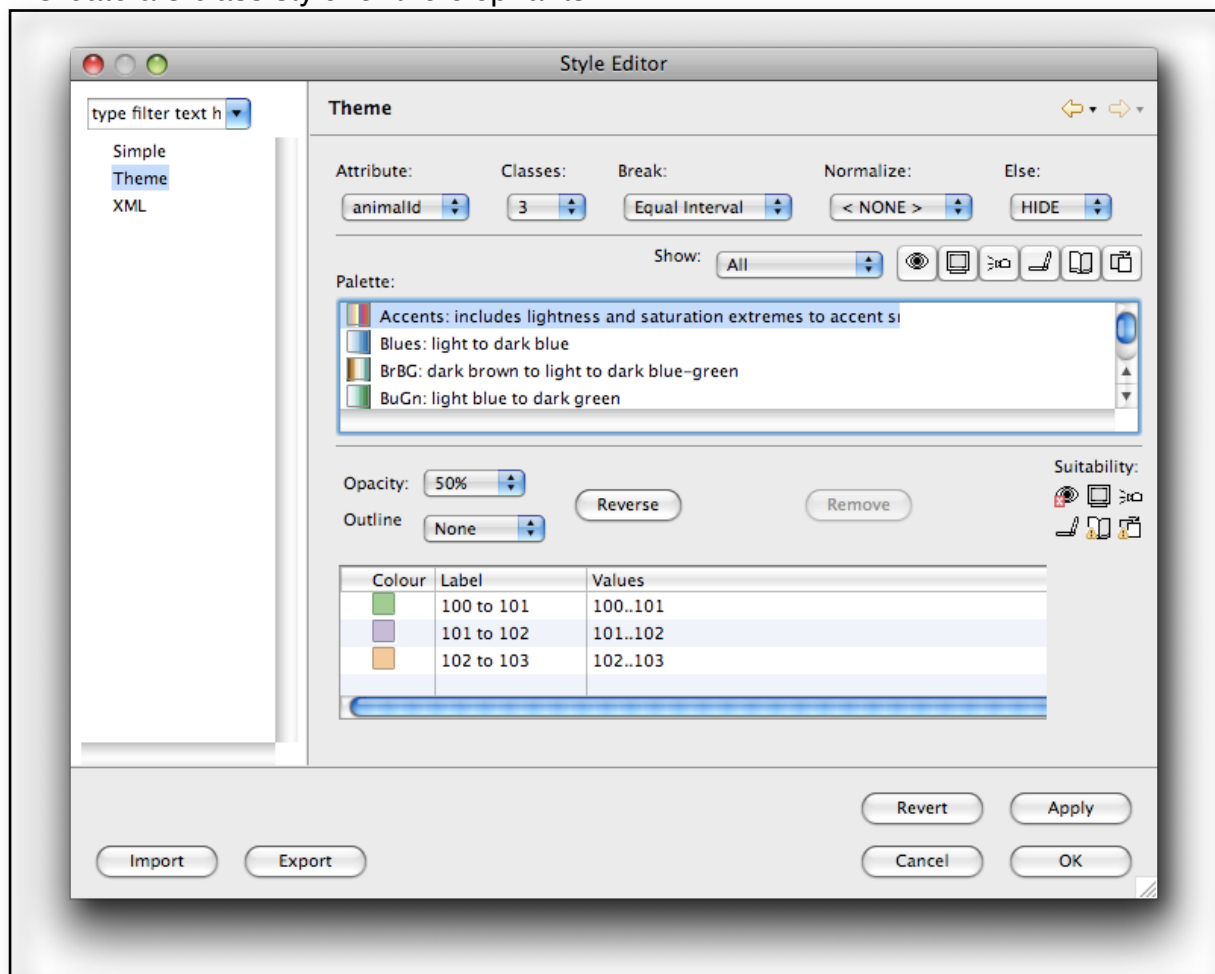 Style Editor
type filter text h
Simple
Theme
XML
Theme
Attribute: Classes: Break: Normalize: Else:
animalId 3 Equal Interval < NONE > HIDE
Show: All
Palette:
Accents: includes lightness and saturation extremes to accent
Blues: light to dark blue
BrBG: dark brown to light to dark blue-green
BuGn: light blue to dark green
Opacity: 50%
Outline None
Reverse Remove
Suitability:
Colour Label Values
100 to 101 100..101
101 to 102 101..102
102 to 103 102..103
Revert Apply
Import Export Cancel OK